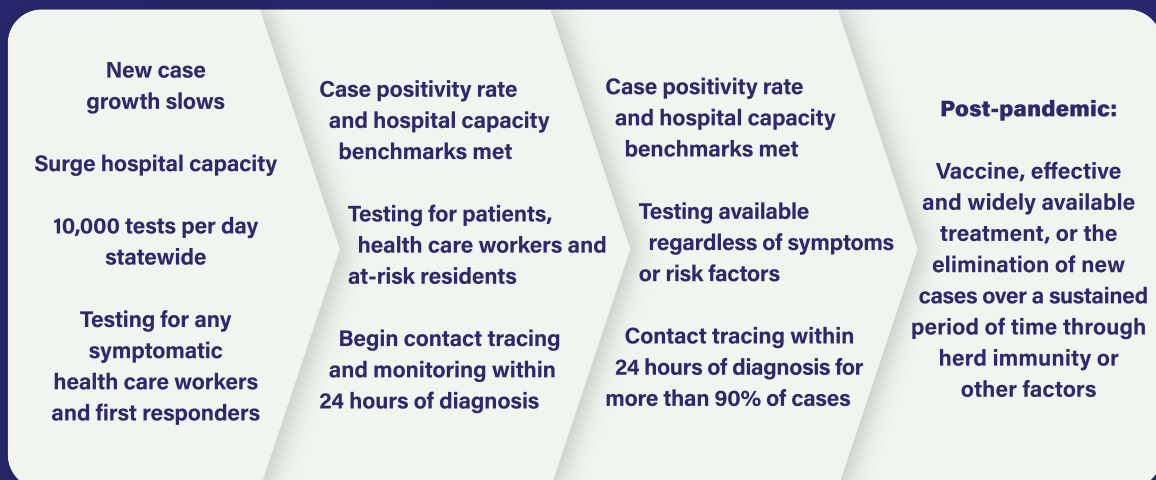 New case
growth slows
Surge hospital capacity
10,000 tests per day
statewide
Testing for any
symptomatic
health care workers
and first responders
Case positivity rate
and hospital capacity
benchmarks met
Testing for patients,
health care workers and
at-risk residents
Begin contact tracing
and monitoring within
24 hours of diagnosis
Case positivity rate
and hospital capacity
benchmarks met
Testing available
regardless of symptoms
or risk factors
Contact tracing within
24 hours of diagnosis for
more than 90% of cases
Post-pandemic:
Vaccine, effective
and widely available
treatment, or the
elimination of new
cases over a sustained
period of time through
herd immunity or
other factors